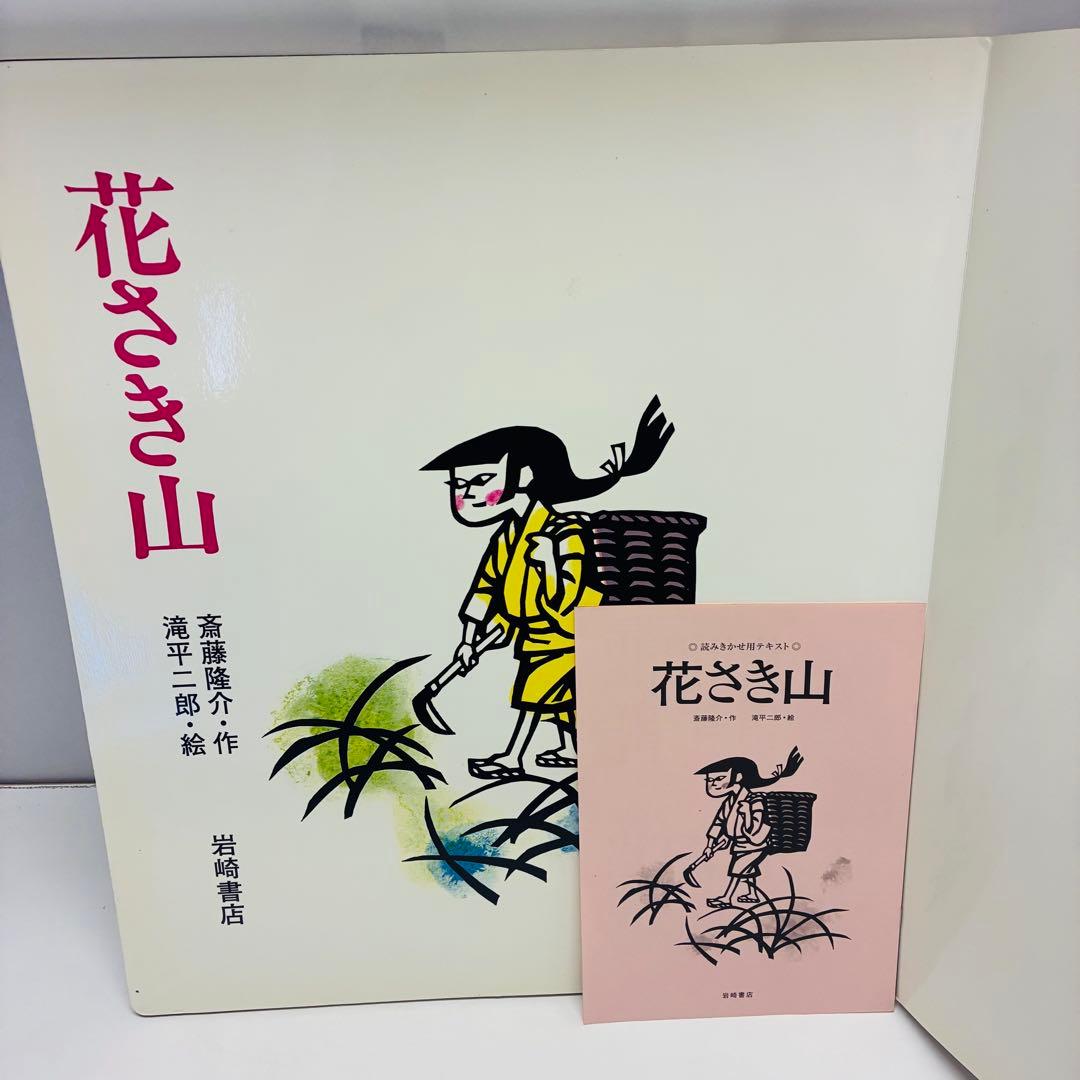 花さき山
斎藤隆介・作
滝平二郎・絵
岩崎書店
◎読みきかせ用テキスト◎
花さき山
斎藤隆介・作 滝平二郎・絵
岩崎書店